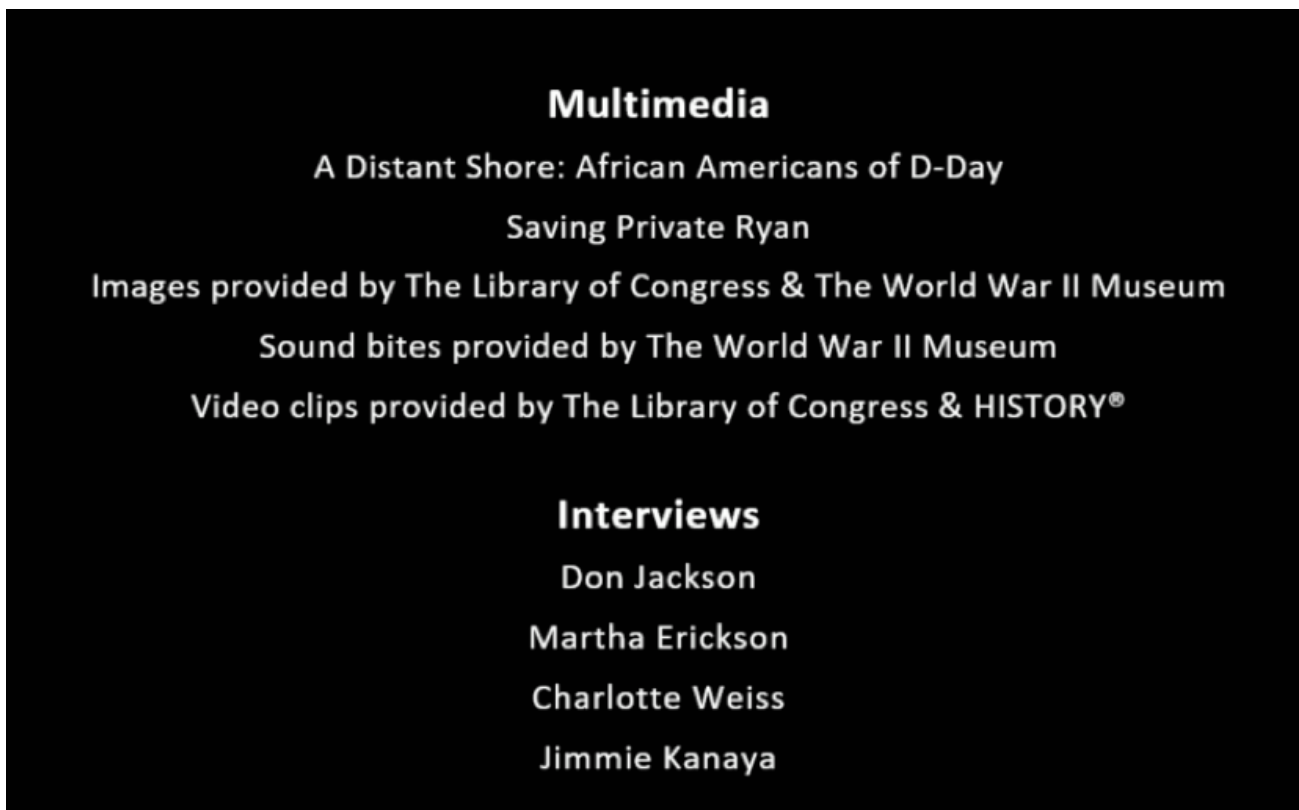 Multimedia
A Distant Shore: African Americans of D-Day
Saving Private Ryan
Images provided by The Library of Congress & The World War II Museum
Sound bites provided by The World War II Museum
Video clips provided by The Library of Congress & HISTORY®
Interviews
Don Jackson
Martha Erickson
Charlotte Weiss
Jimmie Kanaya